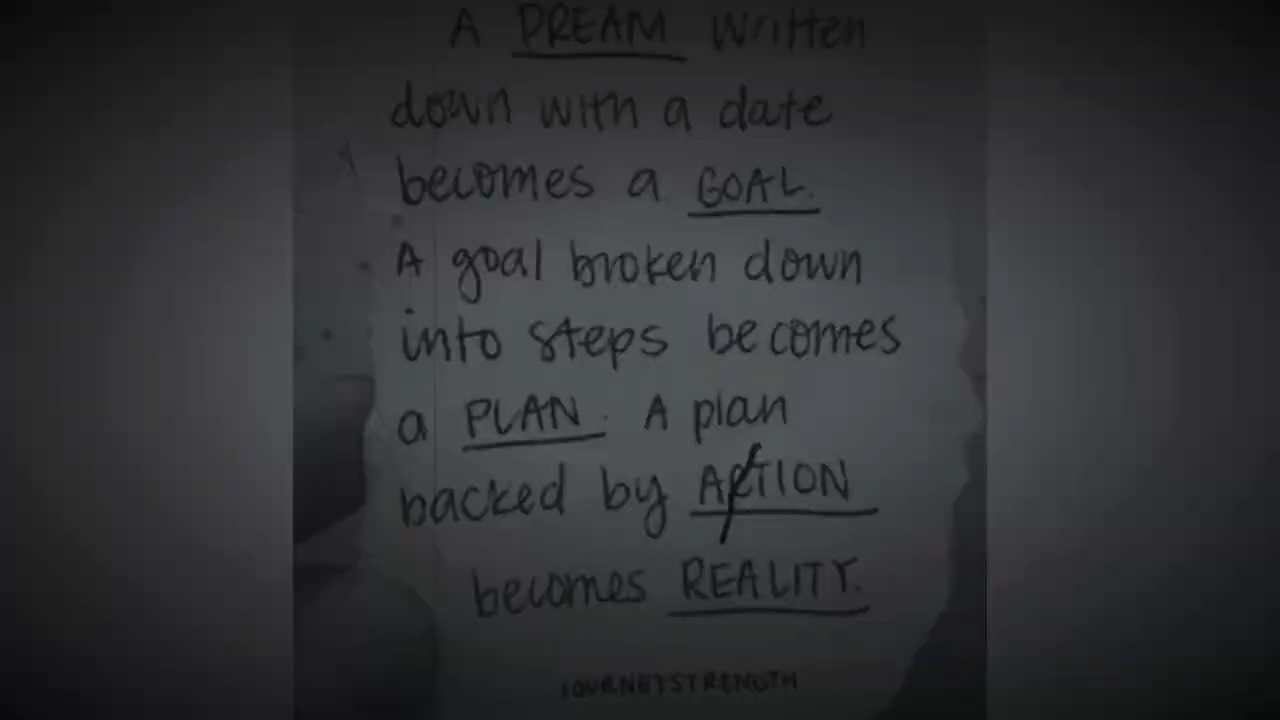 A DREAM written
down with a date
becomes a GOAL.
A goal broken down
into steps becomes
a PLAN. A plan
backed by ACTION
becomes REALITY.
JOURNEYSTRENGTH